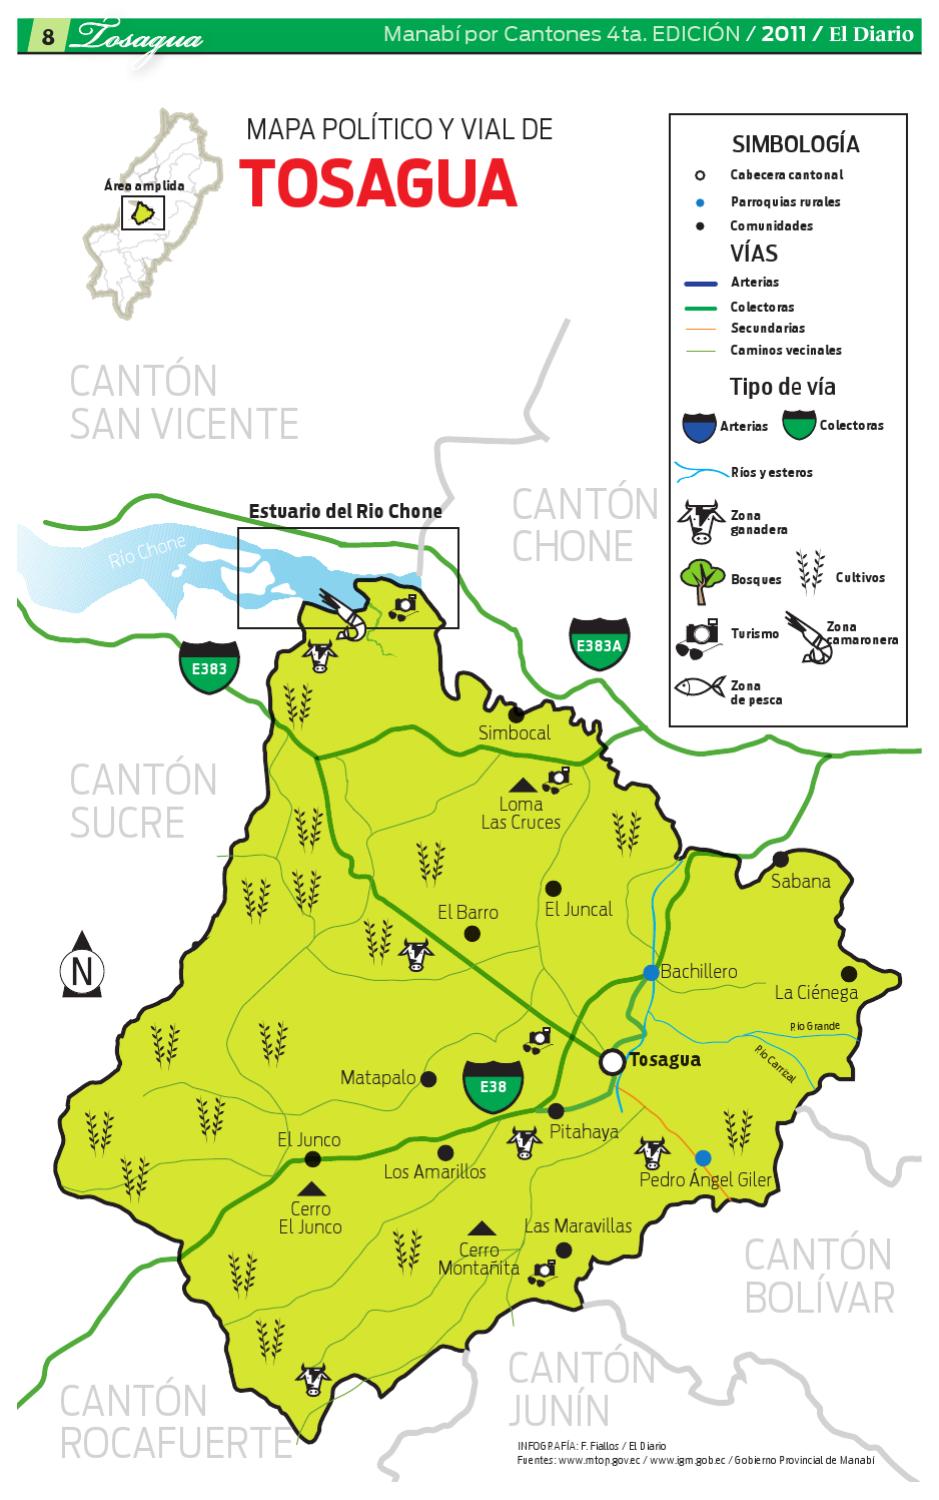 8 Tosagua
Manabí por Cantones 4ta. EDICIÓN / 2011 / El Diario
MAPA POLÍTICO Y VIAL DE
TOSAGUA
Área amplida
SIMBOLOGÍA
Cabecera cantonal
Parroquias rurales
Comunidades
VÍAS
Arterias
Colectoras
Secundarias
Caminos vecinales
Tipo de vía
Arterias
Colectoras
Ríos y esteros
Zona
ganadera
Bosques
Cultivos
Turismo
Zona
camaronera
Zona
de pesca
CANTÓN
SAN VICENTE
CANTÓN
CHONE
Estuario del Rio Chone
Río Chone
E383
E383A
Simbocal
CANTÓN
SUCRE
Loma
Las Cruces
Sabana
El Juncal
El Barro
Bachillero
La Ciénega
N
Río Grande
Río Carrizal
Tosagua
Matapalo
E38
Pitahaya
El Junco
Los Amarillos
Pedro Ángel Giler
Cerro
El Junco
Las Maravillas
Cerro
Montañita
CANTÓN
BOLÍVAR
CANTÓN
JUNÍN
CANTÓN
ROCAFUERTE
INFOGRAFÍA: F. Fiallos / El Diario
Fuentes: www.mtop.gov.ec / www.igm.gob.ec / Gobierno Provincial de Manabí